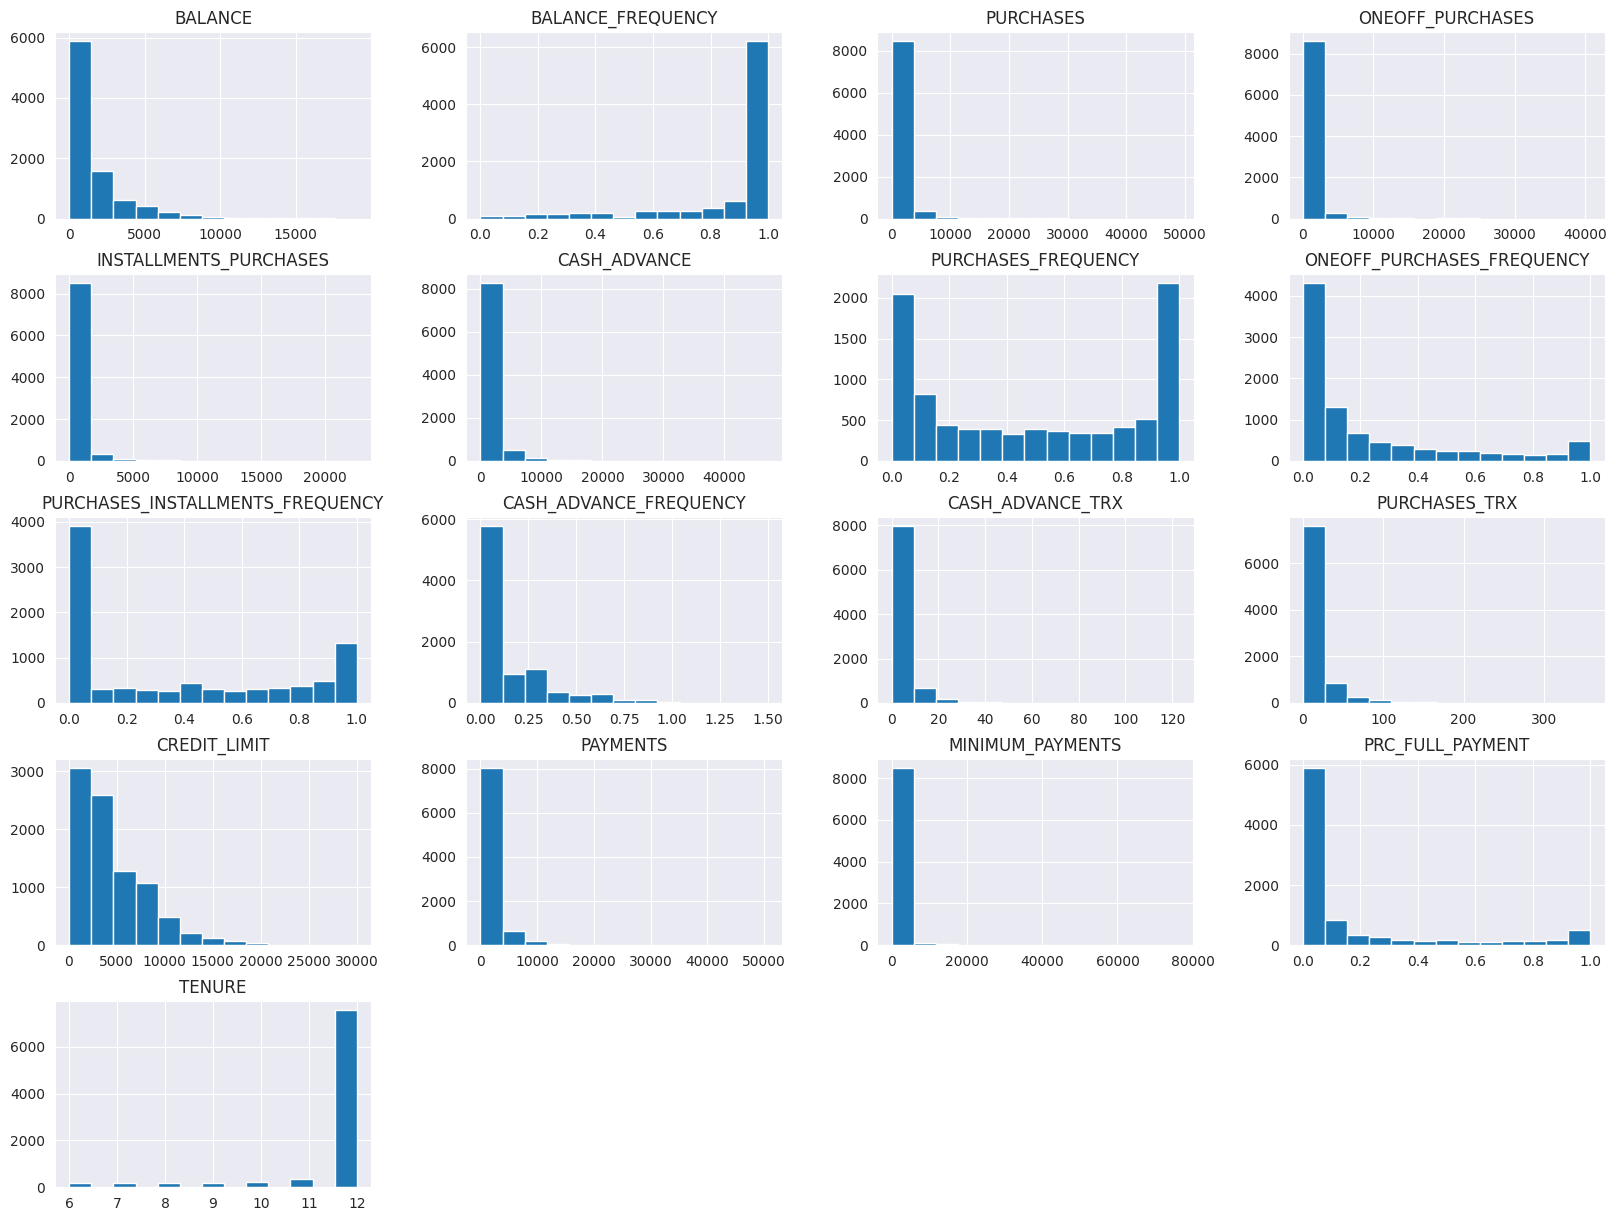 BALANCE BALANCE_FREQUENCY PURCHASES ONEOFF_PURCHASES
6000 6000 8000 8000
4000 4000 6000 6000
2000 2000 4000 4000
2000 2000
0 0 0 0
0 5000 10000 15000 0.0 0.2 0.4 0.6 0.8 1.0 0 10000 20000 30000 40000 50000 0 10000 20000 30000 40000
INSTALLMENTS_PURCHASES CASH_ADVANCE PURCHASES_FREQUENCY ONEOFF_PURCHASES_FREQUENCY
8000 8000 2000 4000
6000 6000 1500 3000
4000 4000 1000 2000
2000 2000 500 1000
0 0 0 0
0 5000 10000 15000 20000 0 10000 20000 30000 40000 0.0 0.2 0.4 0.6 0.8 1.0 0.0 0.2 0.4 0.6 0.8 1.0
PURCHASES_INSTALLMENTS_FREQUENCY CASH_ADVANCE_FREQUENCY CASH_ADVANCE_TRX PURCHASES_TRX
4000 6000 8000 6000
3000 4000 6000 4000
2000 2000 4000 2000
1000 2000
0 0 0 0
0.0 0.2 0.4 0.6 0.8 1.0 0.00 0.25 0.50 0.75 1.00 1.25 1.50 0 20 40 60 80 100 120 0 100 200 300
CREDIT_LIMIT PAYMENTS MINIMUM_PAYMENTS PRC_FULL_PAYMENT
3000 8000 8000 6000
2000 6000 6000 4000
1000 4000 4000 2000
2000 2000
0 0 0 0
0 5000 10000 15000 20000 25000 30000 0 10000 20000 30000 40000 50000 0 20000 40000 60000 80000 0.0 0.2 0.4 0.6 0.8 1.0
TENURE
6000
4000
2000
0
6 7 8 9 10 11 12